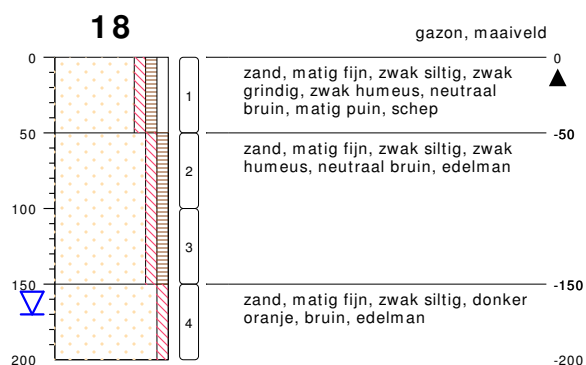 18
gazon, maaiveld
0
0
zand, matig fijn, zwak siltig, zwak
grindig, zwak humeus, neutraal
bruin, matig puin, schep
1
50
-50
zand, matig fijn, zwak siltig, zwak
humeus, neutraal bruin, edelman
2
100
3
150
-150
zand, matig fijn, zwak siltig, donker
oranje, bruin, edelman
4
200
-200